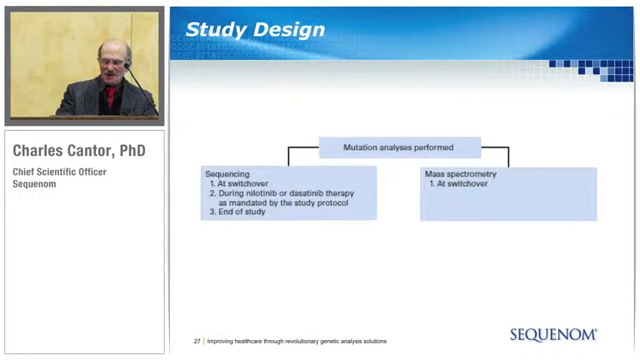 Study Design
Charles Cantor, PhD
Chief Scientific Officer
Sequenom
Mutation analyses performed
Sequencing
1. At switchover
2. During nilotinib or dasatinib therapy
as mandated by the study protocol
3. End of study
Mass spectrometry
1. At switchover
27 | Improving healthcare through revolutionary genetic analysis solutions
SEQUENOM®